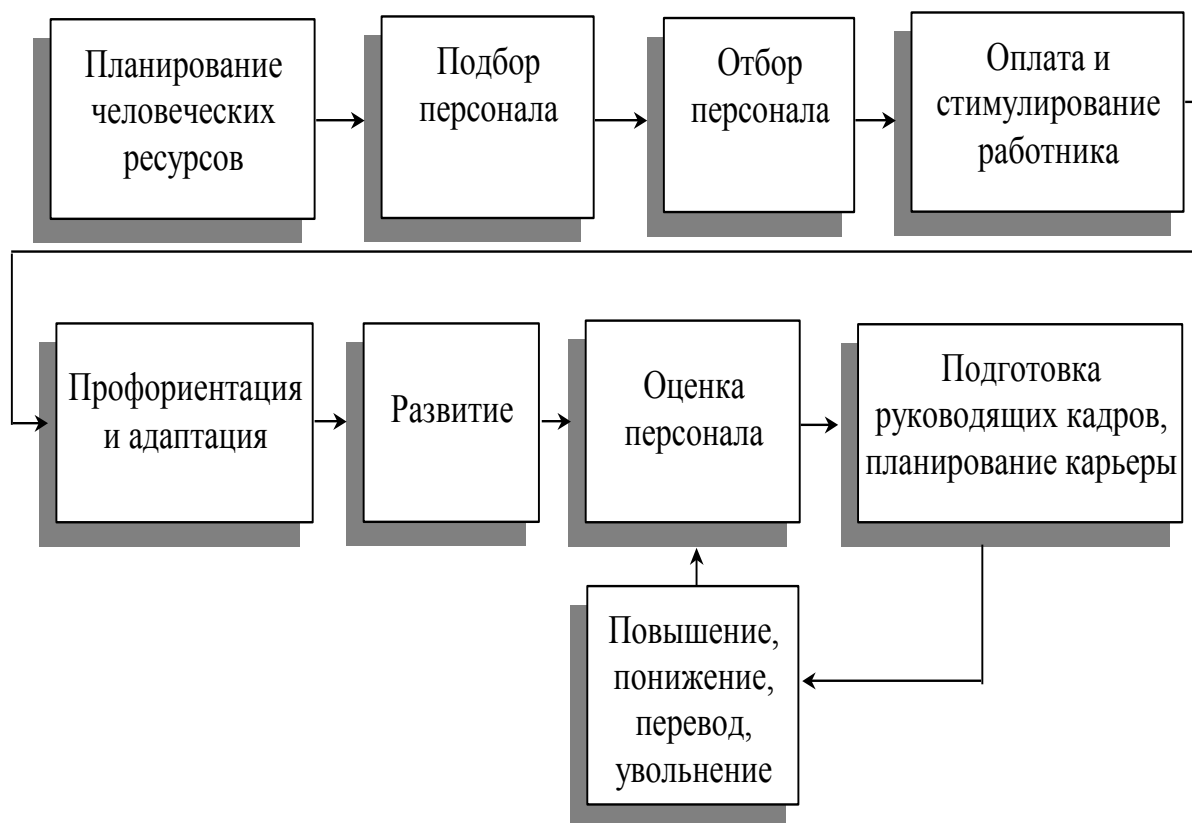 Планирование
человеческих
ресурсов
Подбор
персонала
Отбор
персонала
Оплата и
стимулирование
работника
Профориентация
и адаптация
Развитие
Оценка
персонала
Подготовка
руководящих кадров,
планирование карьеры
Повышение,
понижение,
перевод,
увольнение